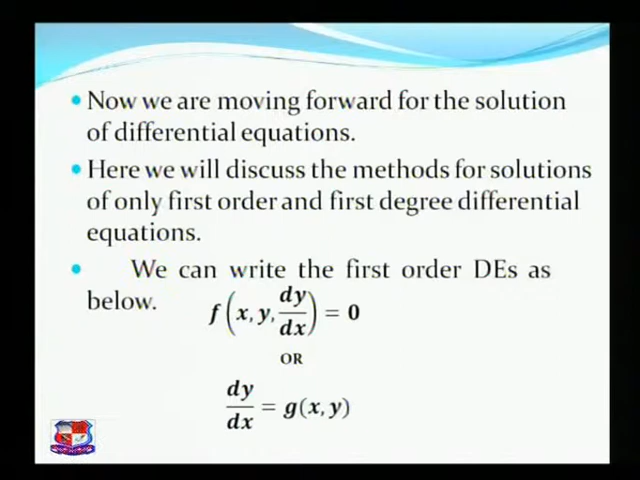 • Now we are moving forward for the solution
of differential equations.
• Here we will discuss the methods for solutions
of only first order and first degree differential
equations.
• We can write the first order DEs as
below.
f(x, y, dy/dx) = 0
OR
dy/dx = g(x, y)